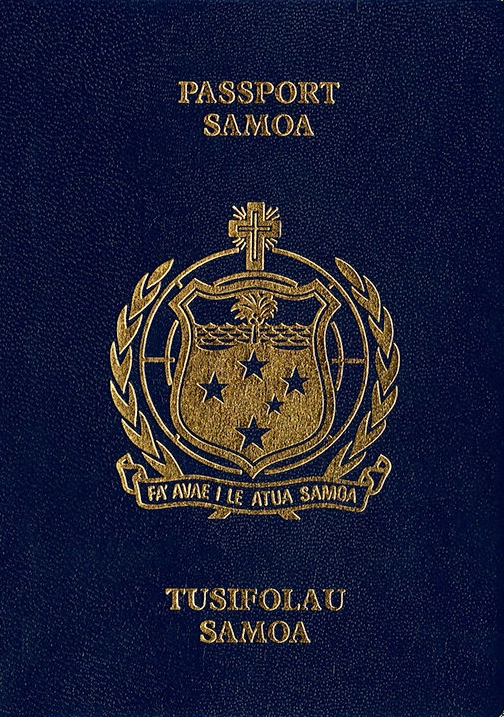 PASSPORT
SAMOA
FA'AVAE I LE ATUA SAMOA
TUSIFOLAU
SAMOA